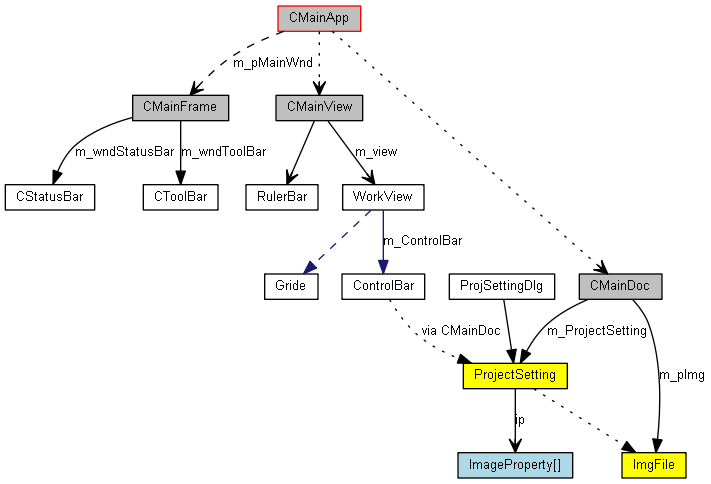 CMainApp
m_pMainWnd
CMainFrame
CMainView
m_wndStatusBar
m_wndToolBar
m_view
CStatusBar
CToolBar
RulerBar
WorkView
m_ControlBar
Gride
ControlBar
ProjSettingDlg
CMainDoc
via CMainDoc
m_ProjectSetting
ProjectSetting
m_pImg
ip
ImageProperty[]
ImgFile